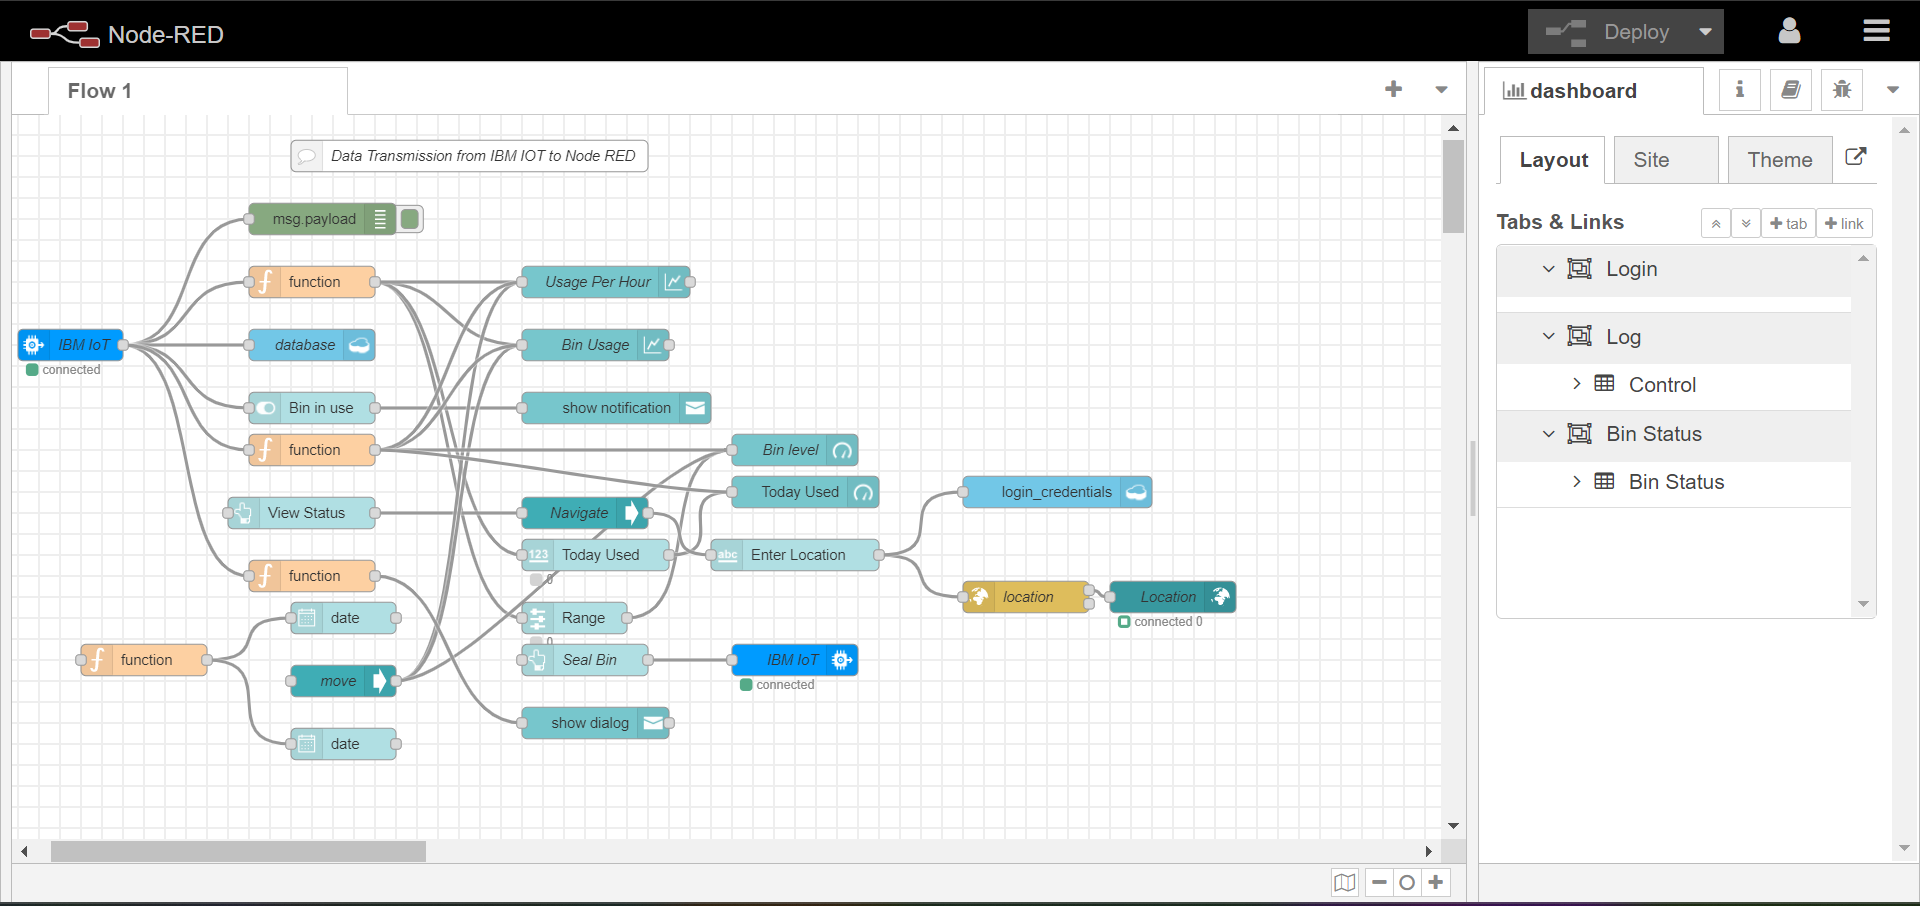 Node-RED
Deploy
Flow 1
dashboard
i
Layout
Site
Theme
Tabs & Links
tab
link
Login
Log
Control
Bin Status
Bin Status
Data Transmission from IBM IOT to Node RED
msg.payload
function
Usage Per Hour
IBM IoT
connected
database
Bin Usage
Bin in use
show notification
function
Bin level
View Status
Navigate
Today Used
login_credentials
123
Today Used
0
abc
Enter Location
function
date
Range
0
location
Location
connected 0
function
Seal Bin
IBM IoT
connected
move
show dialog
date